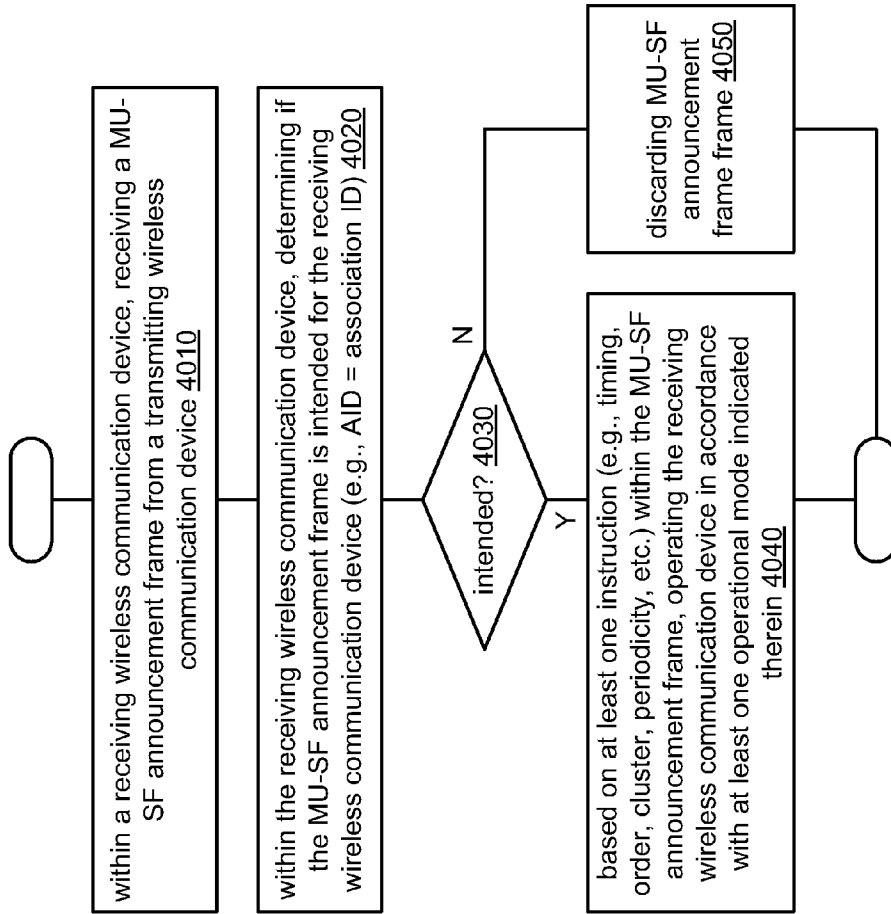 within a receiving wireless communication device, receiving a MU-
SF announcement frame from a transmitting wireless
communication device 4010
within the receiving wireless communication device, determining if
the MU-SF announcement frame is intended for the receiving
wireless communication device (e.g., AID = association ID) 4020
intended? 4030
N
Y
based on at least one instruction (e.g., timing,
order, cluster, periodicity, etc.) within the MU-SF
announcement frame, operating the receiving
wireless communication device in accordance
with at least one operational mode indicated
therein 4040
discarding MU-SF
announcement
frame frame 4050